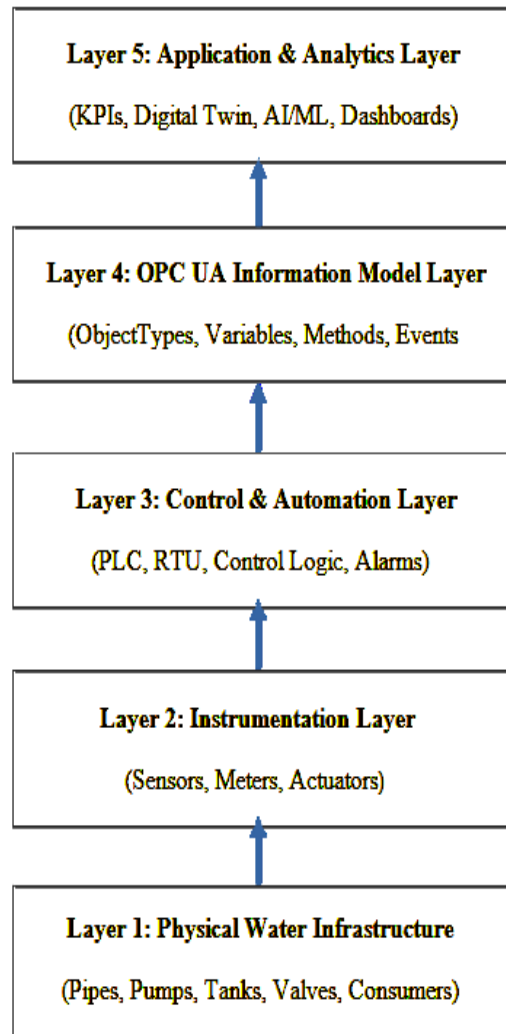 Layer 5: Application & Analytics Layer
(KPIs, Digital Twin, AI/ML, Dashboards)
Layer 4: OPC UA Information Model Layer
(ObjectTypes, Variables, Methods, Events
Layer 3: Control & Automation Layer
(PLC, RTU, Control Logic, Alarms)
Layer 2: Instrumentation Layer
(Sensors, Meters, Actuators)
Layer 1: Physical Water Infrastructure
(Pipes, Pumps, Tanks, Valves, Consumers)